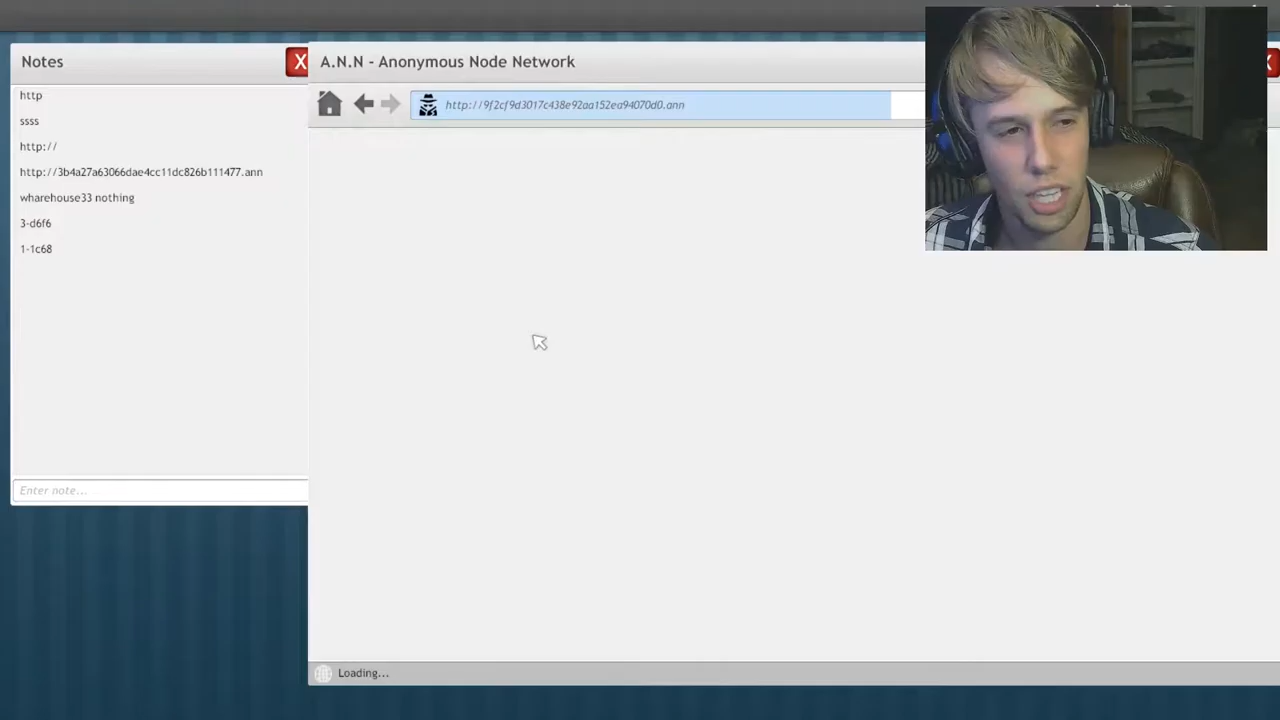 Notes
X
http
ssss
http://
http://3b4a27a63066dae4cc11dc826b111477.ann
wharehouse33 nothing
3-d6f6
1-1c68
Enter note...
A.N.N - Anonymous Node Network
X
http://9f2cf9d3017c438e92aa152ea94070d0.ann
Loading...